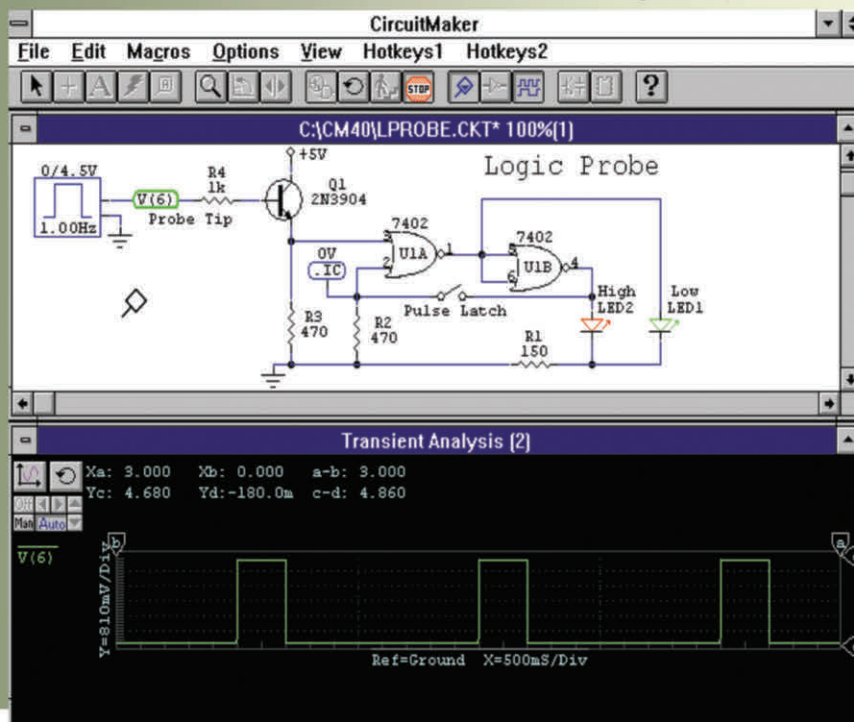 CircuitMaker
File Edit Macros Options View Hotkeys1 Hotkeys2
A STOP ?
C:\CM40\LPROBE.CKT* 100%(1)
+5V
Logic Probe
0/4.5V
R4
1k
Q1
2N3904
V(6)
Probe Tip
1.00Hz
7402
3
2
U1A
1
7402
5
6
U1B
4
0V
.IC
Pulse Latch
High
LED2
Low
LED1
R3
470
R2
470
R1
150
Transient Analysis (2)
Xa: 3.000 Xb: 0.000 a-b: 3.000
Yc: 4.680 Yd:-180.0m c-d: 4.860
Off
Man Auto
V(6)
Y=810mV/Div
b
a
Ref=Ground X=500mS/Div